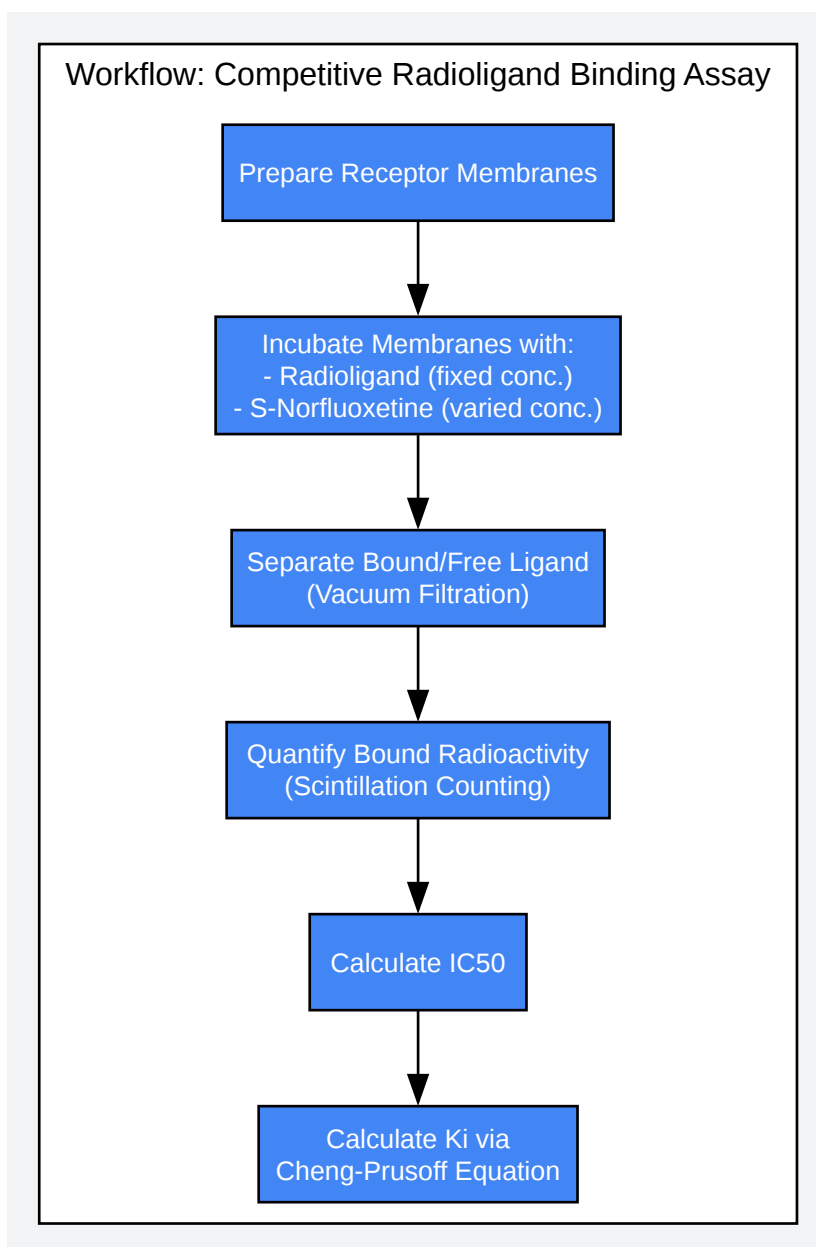 Workflow: Competitive Radioligand Binding Assay
Prepare Receptor Membranes
Incubate Membranes with:
- Radioligand (fixed conc.)
- S-Norfluoxetine (varied conc.)
Separate Bound/Free Ligand
(Vacuum Filtration)
Quantify Bound Radioactivity
(Scintillation Counting)
Calculate IC50
Calculate Ki via
Cheng-Prusoff Equation